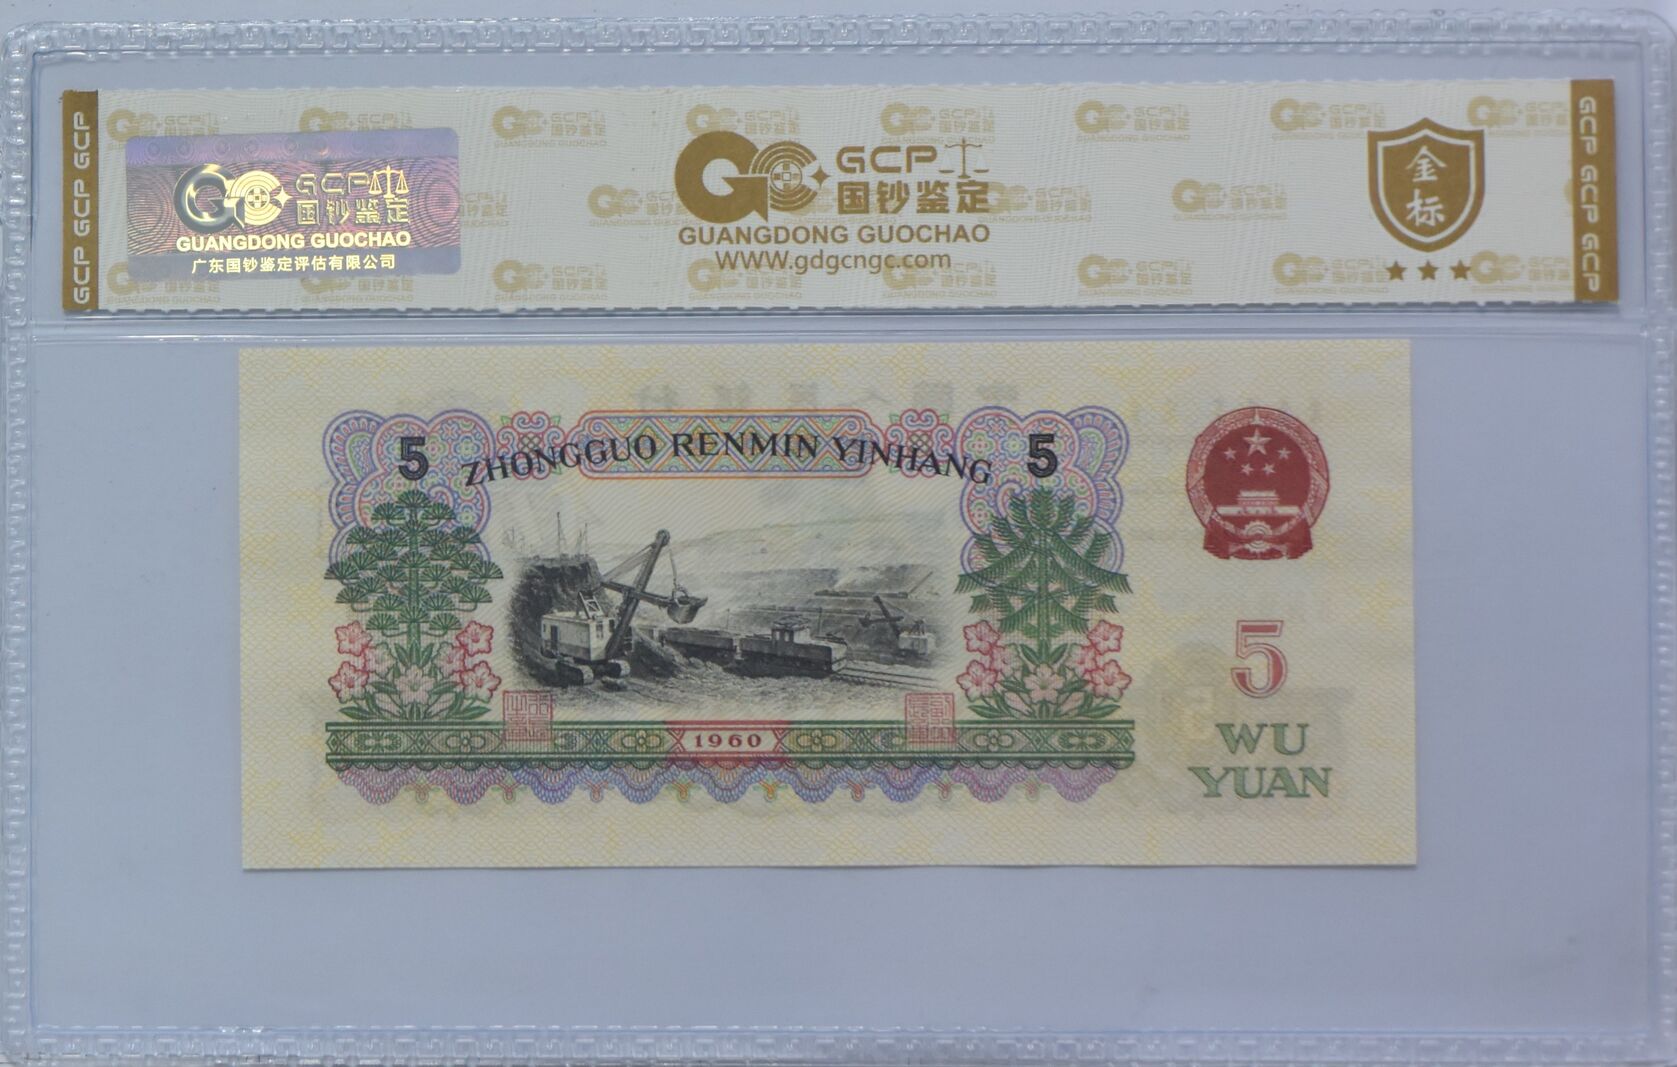 GCP GCP GCP
GCP
国钞鉴定
GUANGDONG GUOCHAO
广东国钞鉴定评估有限公司
GCP
国钞鉴定
GUANGDONG GUOCHAO
WWW.gdgcngc.com
金标
GCP GCP GCP
5 ZHONGGUO RENMIN YINHANG 5
1960
5
WU
YUAN